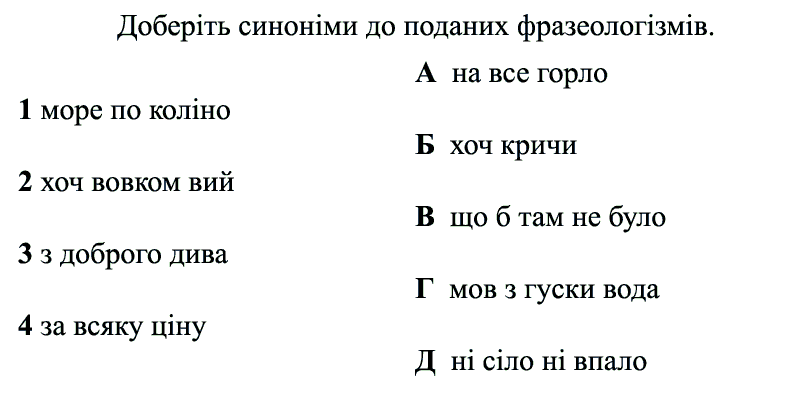 Доберіть синоніми до поданих фразеологізмів.
1 море по коліно
2 хоч вовком вий
3 з доброго дива
4 за всяку ціну
А на все горло
Б хоч кричи
В що б там не було
Г мов з гуски вода
Д ні сіло ні впало